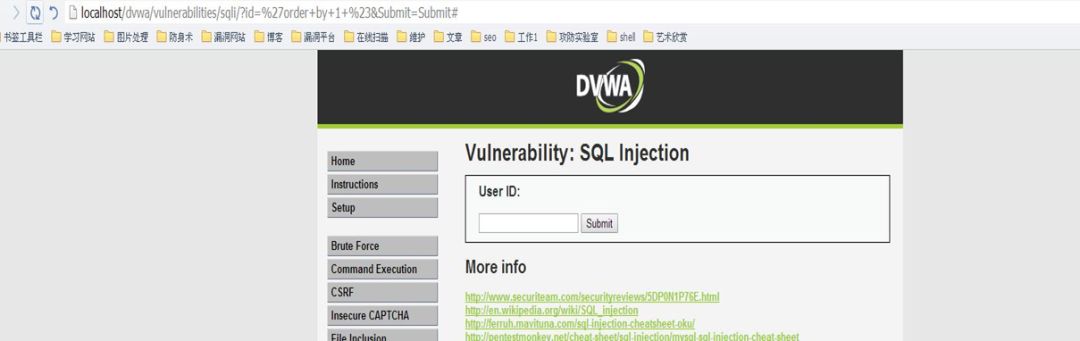 localhost/dvwa/vulnerabilities/sqli/?id=%27order+by+1+%23&Submit=Submit#
书签工具栏 学习网站 图片处理 防身术 漏洞网站 博客 漏洞平台 在线扫描 维护 文章 seo 工作1 攻防实验室 shell 艺术欣赏
DVWA
Vulnerability: SQL Injection
Home
Instructions
Setup
Brute Force
Command Execution
CSRF
Insecure CAPTCHA
File Inclusion
User ID:
Submit
More info
http://www.securiteam.com/securityreviews/5DP0N1P76E.html
http://en.wikipedia.org/wiki/SQL_injection
http://ferruh.mavituna.com/sql-injection-cheatsheet-oku/
http://pentestmonkey.net/cheat-sheet/sql-injection/mysql-sql-injection-cheat-sheet